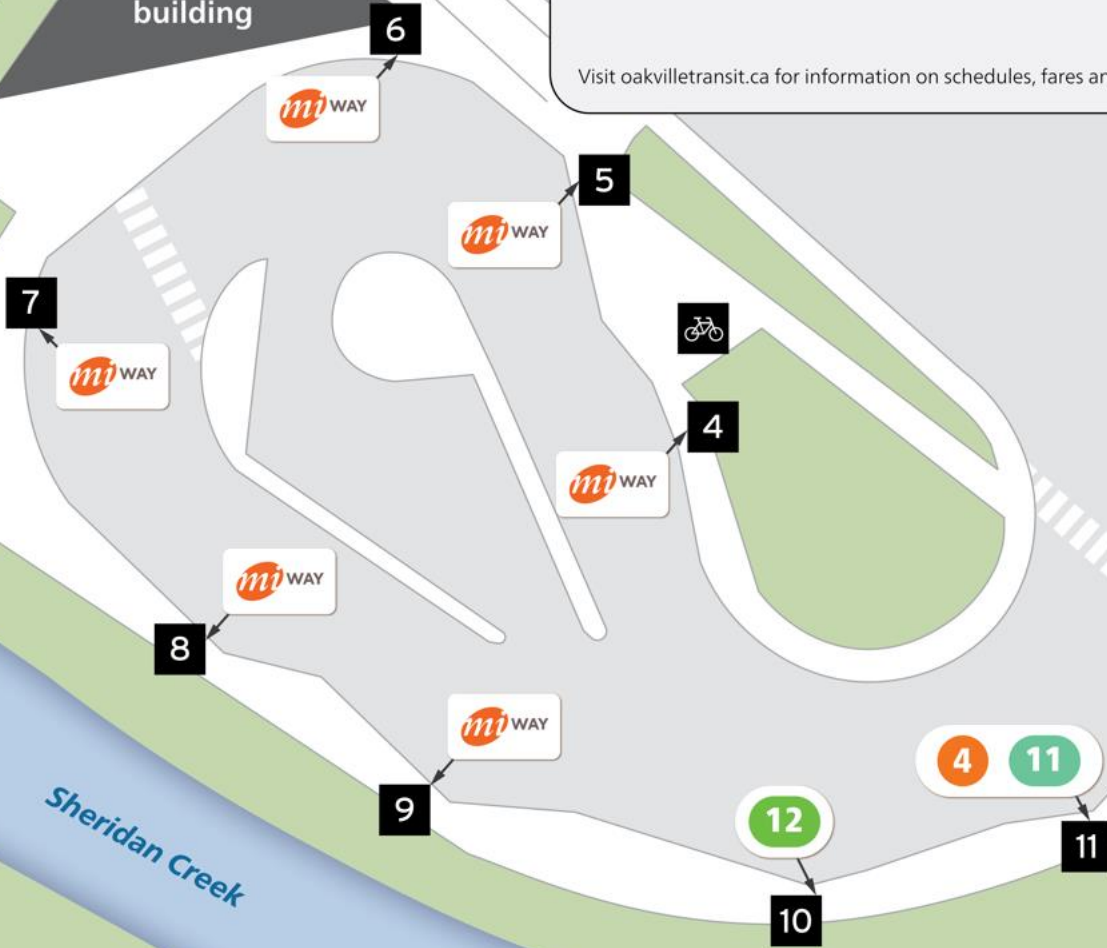 building
6
Visit oakvilletransit.ca for information on schedules, fares
mi WAY
5
mi WAY
7
mi WAY
4
mi WAY
mi WAY
8
mi WAY
9
4 11
12
11
10
Sheridan Creek